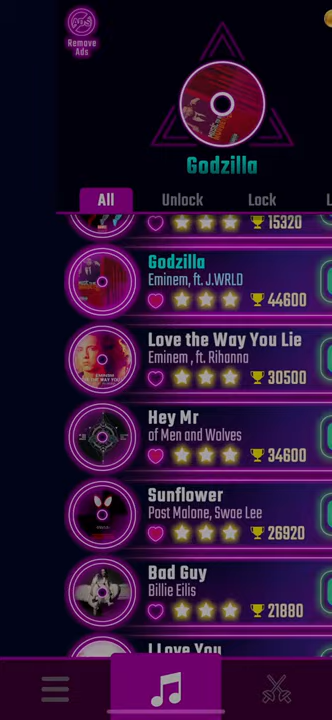 ADS
Remove
Ads
Godzilla
All
Unlock
Lock
L
15320
Godzilla
Eminem, ft. J.WRLD
44600
Love the Way You Lie
Eminem , ft. Rihanna
30500
Hey Mr
of Men and Wolves
34600
Sunflower
Post Malone, Swae Lee
26920
Bad Guy
Billie Eilis
21880
I Love You